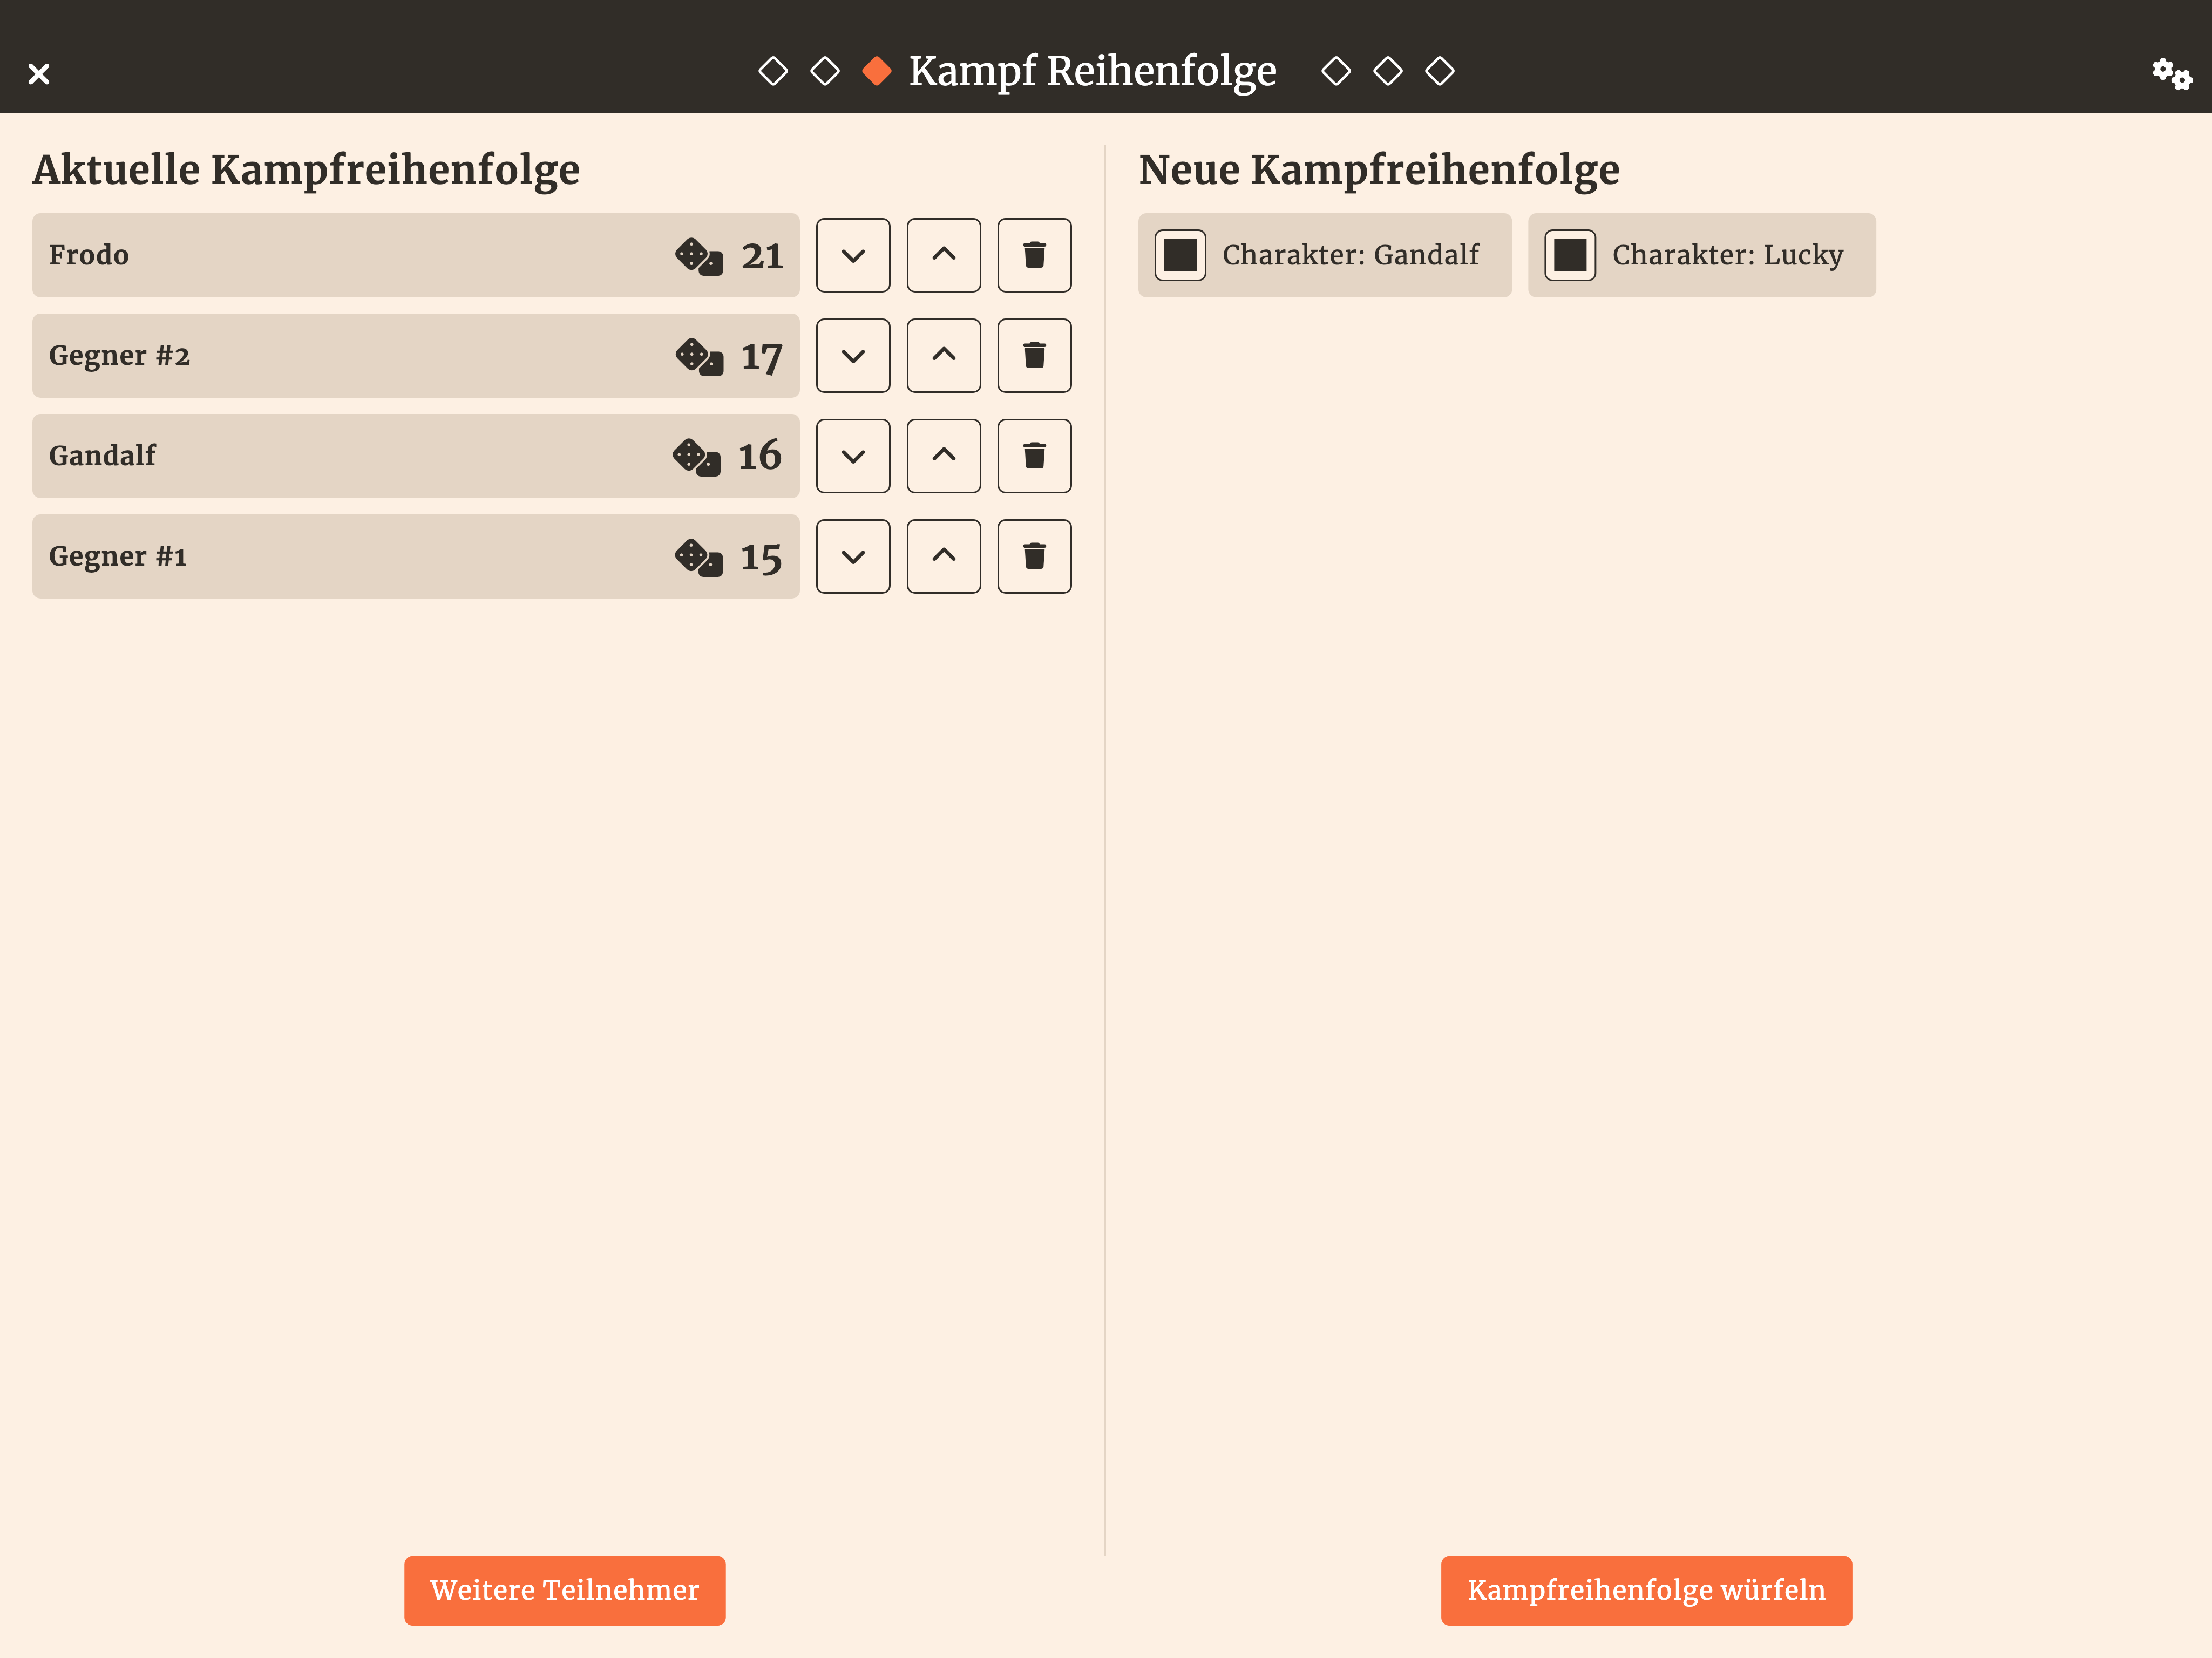 Kampf Reihenfolge
Aktuelle Kampfreihenfolge
Frodo 21
Gegner #2 17
Gandalf 16
Gegner #1 15
Weitere Teilnehmer
Neue Kampfreihenfolge
Charakter: Gandalf
Charakter: Lucky
Kampfreihenfolge würfeln